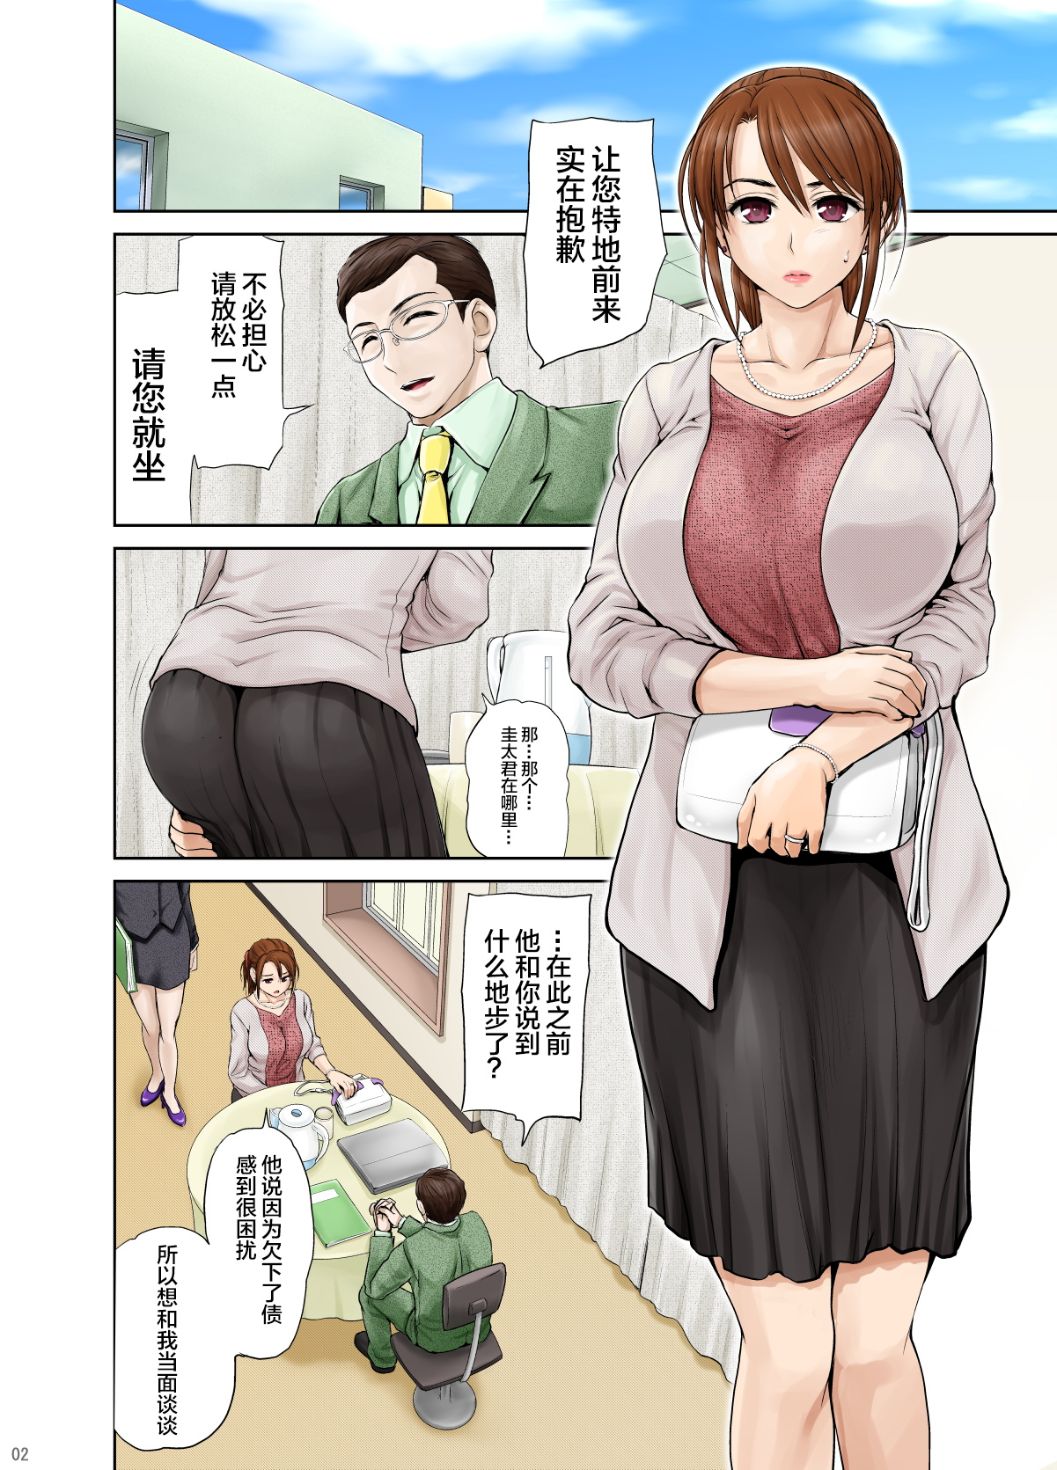 让您特地前来
实在抱歉
不必担心
请放松一点
请您就坐
那…那个…
圭太君在哪里…
…在此之前
他和你说到
什么地步了？
他说因为欠下了债
感到很困扰
所以想和我当面谈谈
02